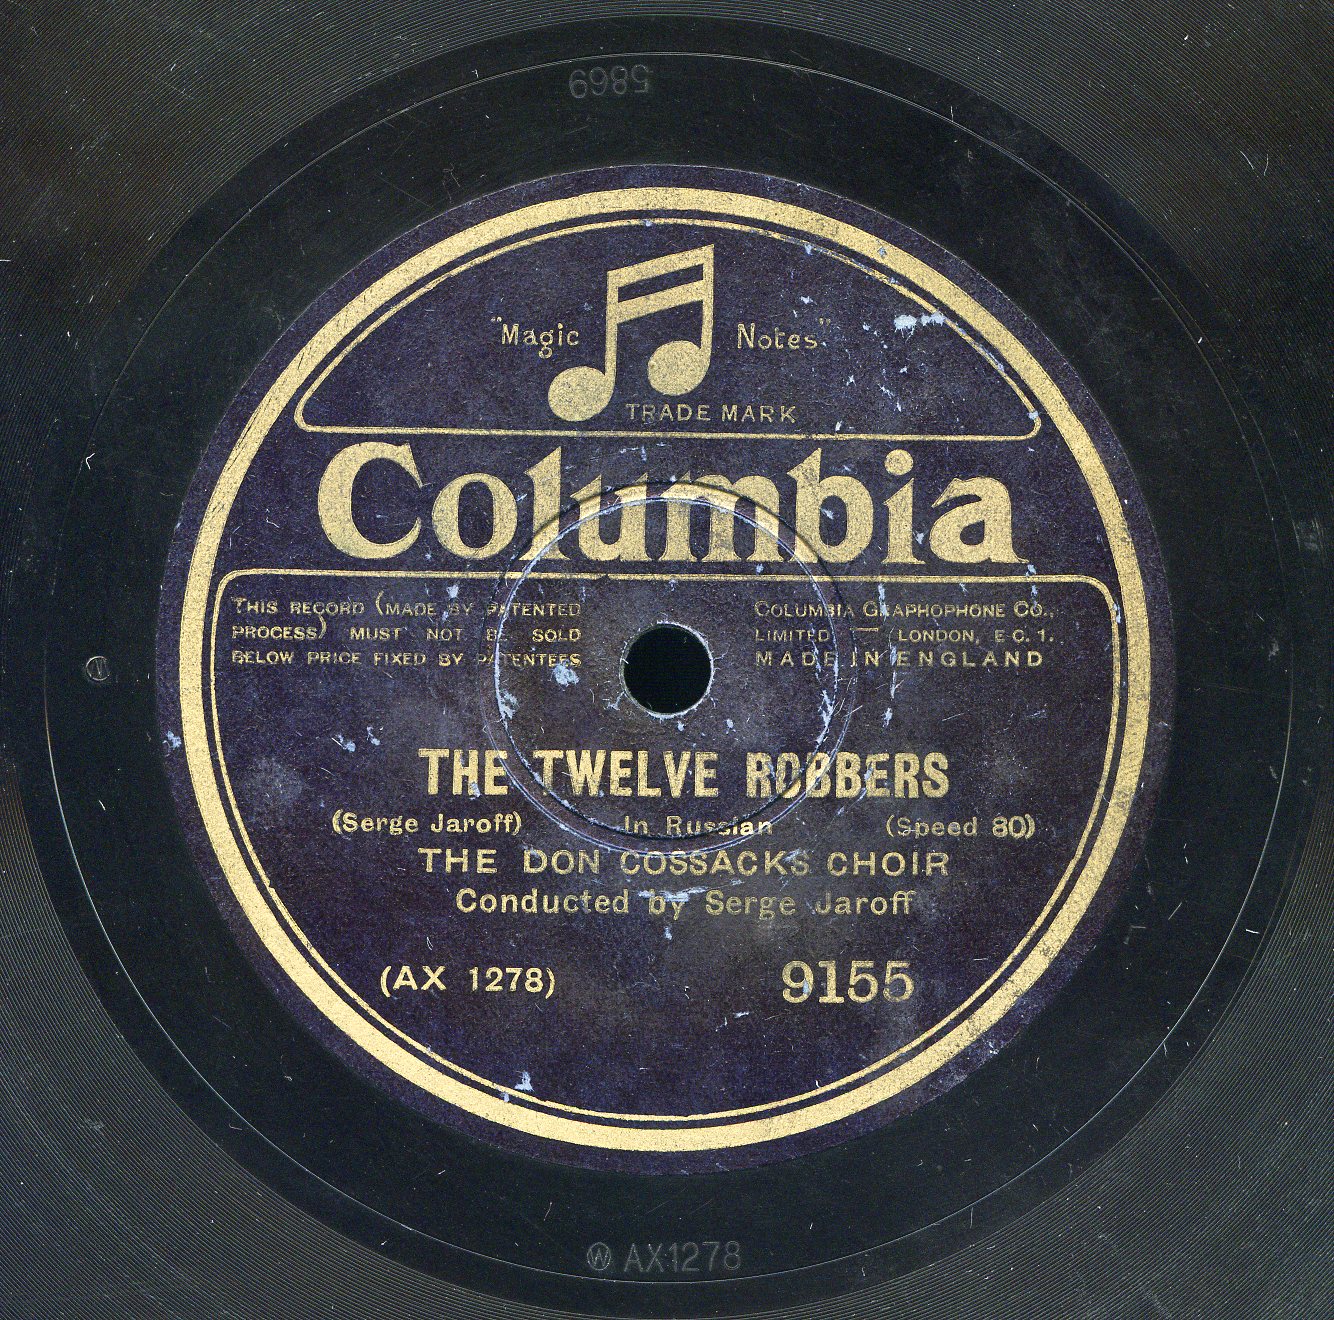 5869
"Magic Notes"
TRADE MARK
Columbia
THIS RECORD (MADE BY PATENTED
PROCESS) MUST NOT BE SOLD
BELOW PRICE FIXED BY PATENTEES
COLUMBIA GRAPHOPHONE CO.,
LIMITED — LONDON, E C. 1.
MADE IN ENGLAND
W
THE TWELVE ROBBERS
(Serge Jaroff) In Russian (Speed 80)
THE DON COSSACKS CHOIR
Conducted by Serge Jaroff
(AX 1278) 9155
W AX1278